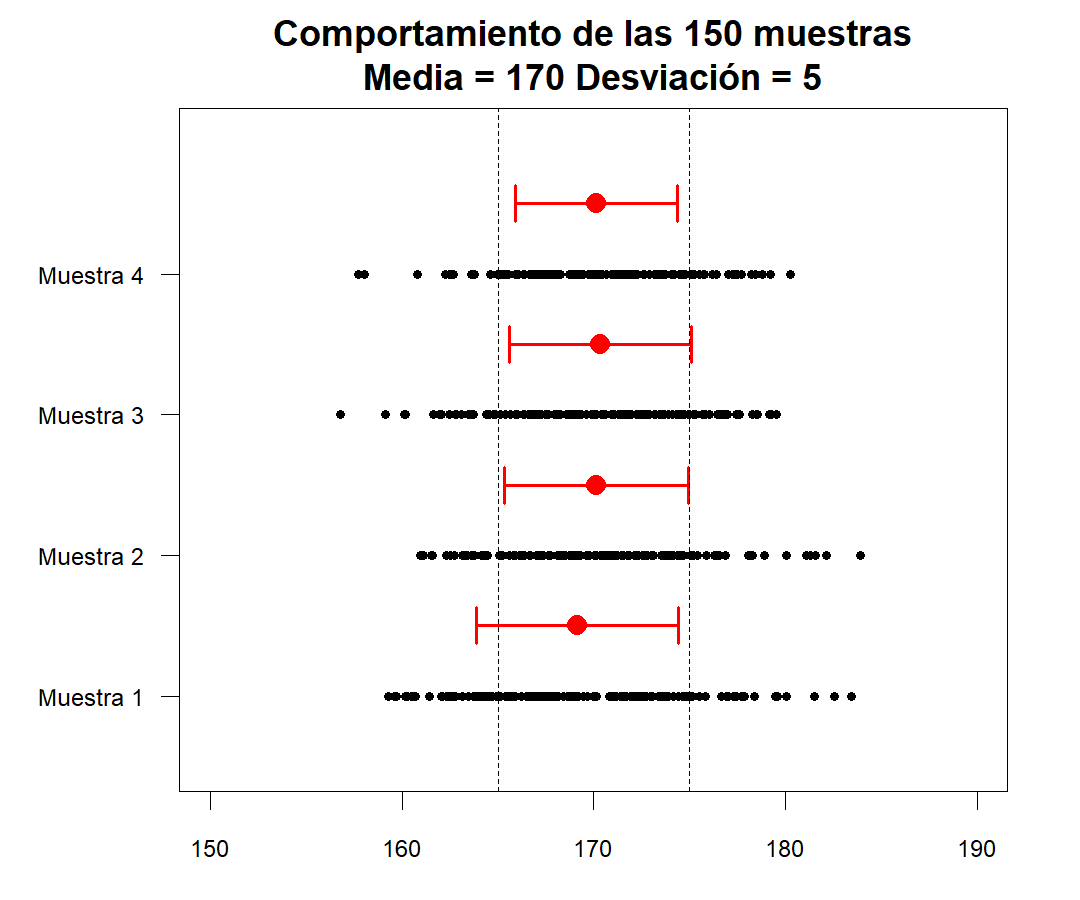 Comportamiento de las 150 muestras
Media = 170 Desviación = 5
Muestra 4
Muestra 3
Muestra 2
Muestra 1
150 160 170 180 190